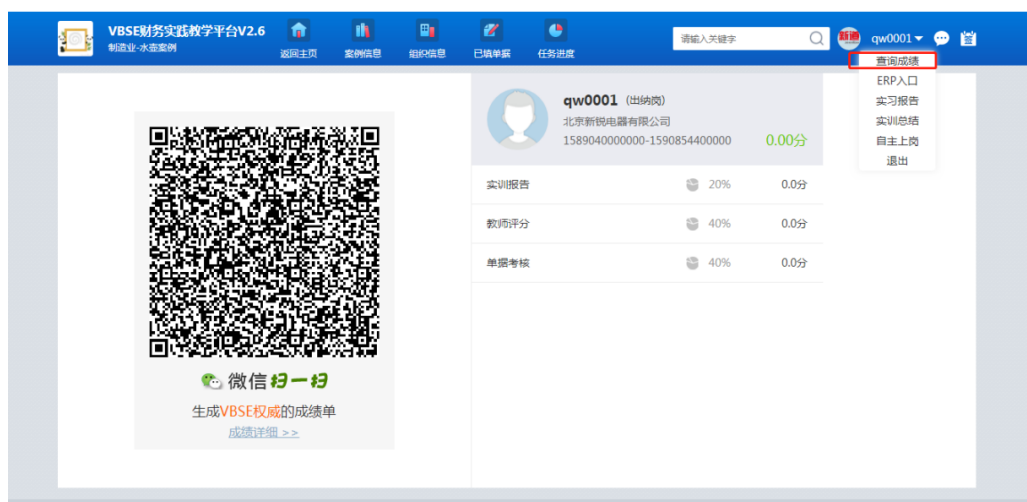 VBSE财务实践教学平台V2.6
制造业-水壶案例
返回主页
案例信息
组织信息
已填单据
任务进度
请输入关键字
新道
qw0001
查询成绩
ERP入口
实习报告
实训总结
自主上岗
退出
qw0001 (出纳岗)
北京新锐电器有限公司
1589040000000-1590854400000 0.00分
实训报告 20% 0.0分
教师评分 40% 0.0分
单据考核 40% 0.0分
微信扫一扫
生成VBSE权威的成绩单
成绩详细 >>